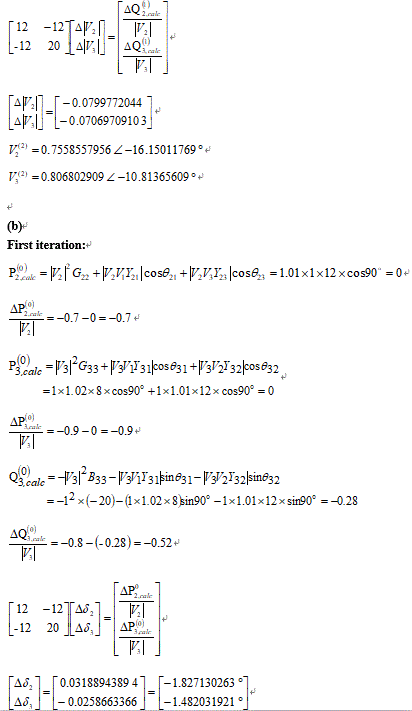 [12 −12; -12 20] [Δ|V₂|; Δ|V₃|] = [ΔQ₂,calc⁽¹⁾/|V₂|; ΔQ₃,calc⁽¹⁾/|V₃|]
[Δ|V₂|; Δ|V₃|] = [−0.0799772044; −0.0706970910 3]
V₂⁽²⁾ = 0.7558557956 ∠ −16.15011769 °
V₃⁽²⁾ = 0.806802909 ∠ −10.81365609 °
(b)
First iteration:
P₂,calc⁽⁰⁾ = |V₂|² G₂₂ + |V₂V₁Y₂₁| cosθ₂₁ + |V₂V₃Y₂₃| cosθ₂₃ = 1.01×1×12×cos90° = 0
ΔP₂,calc⁽⁰⁾/|V₂| = −0.7 − 0 = −0.7
P₃,calc⁽⁰⁾ = |V₃|² G₃₃ + |V₃V₁Y₃₁| cosθ₃₁ + |V₃V₂Y₃₂| cosθ₃₂
= 1×1.02×8×cos90° + 1×1.01×12×cos90° = 0
ΔP₃,calc⁽⁰⁾/|V₃| = −0.9 − 0 = −0.9
Q₃,calc⁽⁰⁾ = −|V₃|² B₃₃ − |V₃V₁Y₃₁| sinθ₃₁ − |V₃V₂Y₃₂| sinθ₃₂
= −1² × (−20) − (1×1.02×8) sin90° − 1×1.01×12×sin90° = −0.28
ΔQ₃,calc⁽⁰⁾/|V₃| = −0.8 − (−0.28) = −0.52
[12 −12; -12 20] [Δδ₂; Δδ₃] = [ΔP₂,calc⁰/|V₂|; ΔP₃,calc⁽⁰⁾/|V₃|]
[Δδ₂; Δδ₃] = [0.0318894389 4; −0.0258663366] = [−1.827130263 °; −1.482031921 °]